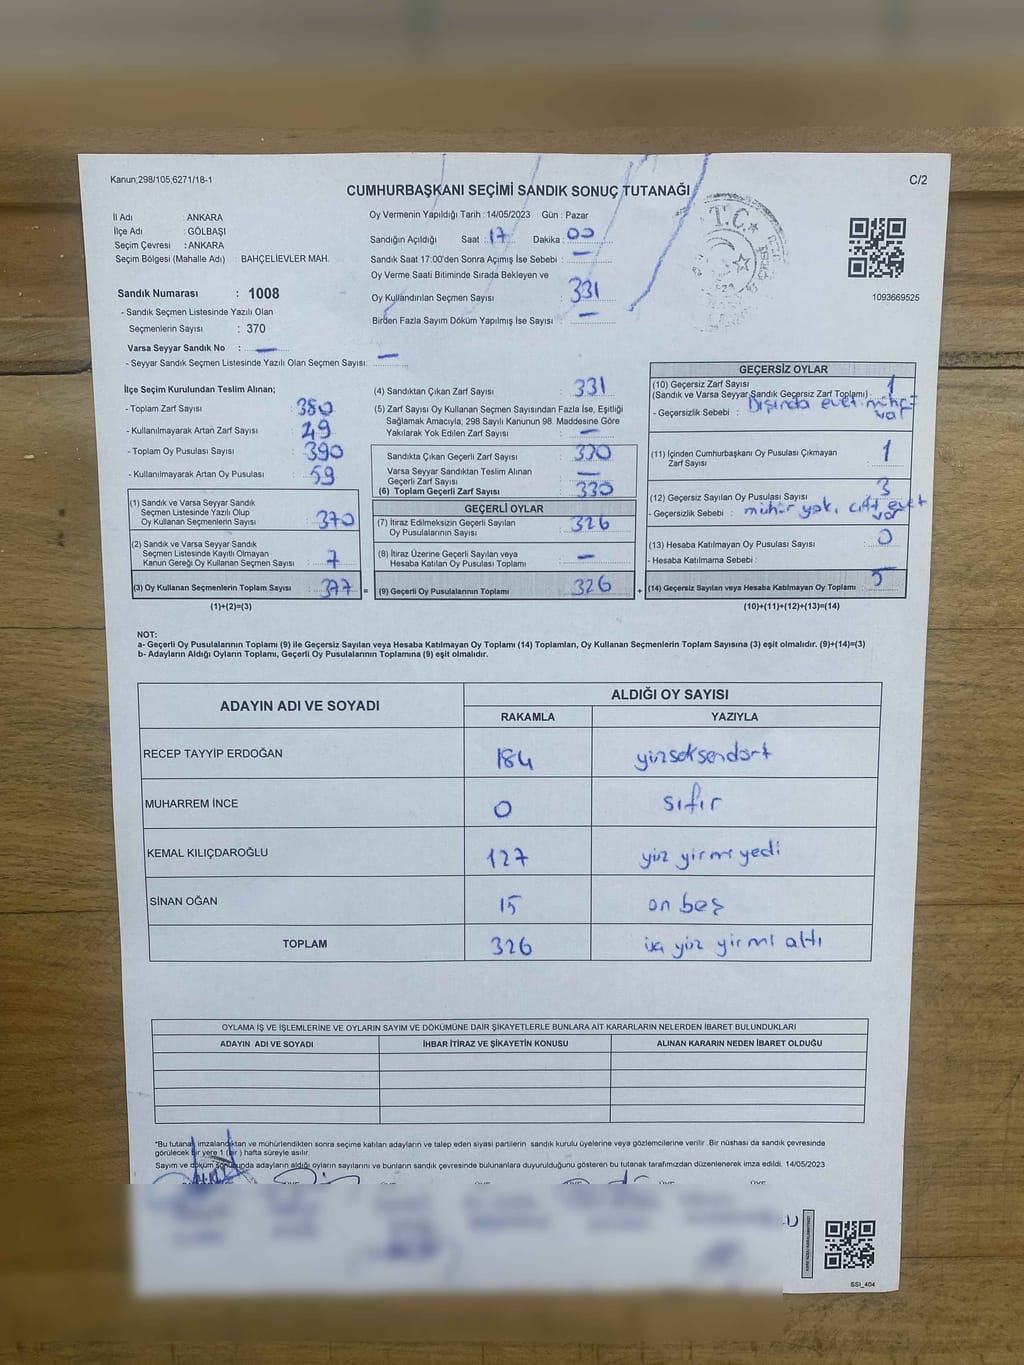 Kanun;298/105;6271/18-1
C/2
CUMHURBAŞKANI SEÇİMİ SANDIK SONUÇ TUTANAĞI
İl Adı : ANKARA
İlçe Adı : GÖLBAŞI
Seçim Çevresi : ANKARA
Seçim Bölgesi (Mahalle Adı) : BAHÇELİEVLER MAH.
Sandık Numarası : 1008
- Sandık Seçmen Listesinde Yazılı Olan
Seçmenlerin Sayısı : 370
Varsa Seyyar Sandık No : —
- Seyyar Sandık Seçmen Listesinde Yazılı Olan Seçmen Sayısı: —
Oy Vermenin Yapıldığı Tarih : 14/05/2023 Gün : Pazar
Sandığın Açıldığı Saat : 17 Dakika : 00
Sandık Saat 17:00'den Sonra Açımış İse Sebebi : —
Oy Verme Saati Bitiminde Sırada Bekleyen ve
Oy Kullandırılan Seçmen Sayısı : 331
Birden Fazla Sayım Döküm Yapılmış İse Sayısı : —
T.C.
1093669525
İlçe Seçim Kurulundan Teslim Alınan;
- Toplam Zarf Sayısı : 380
- Kullanılmayarak Artan Zarf Sayısı : 49
- Toplam Oy Pusulası Sayısı : 390
- Kullanılmayarak Artan Oy Pusulası : 59
(1) Sandık ve Varsa Seyyar Sandık
Seçmen Listesinde Yazılı Olup
Oy Kullanan Seçmenlerin Sayısı : 370
(2) Sandık ve Varsa Seyyar Sandık
Seçmen Listesinde Kayıtlı Olmayan
Kanun Gereği Oy Kullanan Seçmen Sayısı : 7
(3) Oy Kullanan Seçmenlerin Toplam Sayısı : 377 =
(1)+(2)=(3)
(4) Sandıktan Çıkan Zarf Sayısı : 331
(5) Zarf Sayısı Oy Kullanan Seçmen Sayısından Fazla İse, Eşitliği
Sağlamak Amacıyla; 298 Sayılı Kanunun 98. Maddesine Göre
Yakılarak Yok Edilen Zarf Sayısı : —
Sandıkta Çıkan Geçerli Zarf Sayısı : 330
Varsa Seyyar Sandıktan Teslim Alınan
Geçerli Zarf Sayısı : —
(6) Toplam Geçerli Zarf Sayısı : 330
GEÇERLİ OYLAR
(7) İtiraz Edilmeksizin Geçerli Sayılan
Oy Pusulalarının Sayısı : 326
(8) İtiraz Üzerine Geçerli Sayılan veya
Hesaba Katılan Oy Pusulası Toplamı : —
(9) Geçerli Oy Pusulalarının Toplamı : 326 +
GEÇERSİZ OYLAR
(10) Geçersiz Zarf Sayısı
(Sandık ve Varsa Seyyar Sandık Geçersiz Zarf Toplamı) : 1
- Geçersizlik Sebebi : Dışında evet mührü
var
(11) İçinden Cumhurbaşkanı Oy Pusulası Çıkmayan
Zarf Sayısı : 1
(12) Geçersiz Sayılan Oy Pusulası Sayısı : 3
- Geçersizlik Sebebi : mühür yok, çift evet
var
(13) Hesaba Katılmayan Oy Pusulası Sayısı : 0
- Hesaba Katılmama Sebebi :
(14) Geçersiz Sayılan veya Hesaba Katılmayan Oy Toplamı : 5
(10)+(11)+(12)+(13)=(14)
NOT:
a- Geçerli Oy Pusulalarının Toplamı (9) ile Geçersiz Sayılan veya Hesaba Katılmayan Oy Toplamı (14) Toplamları, Oy Kullanan Seçmenlerin Toplam Sayısına (3) eşit olmalıdır. (9)+(14)=(3)
b- Adayların Aldığı Oyların Toplamı, Geçerli Oy Pusulalarının Toplamına (9) eşit olmalıdır.
ADAYIN ADI VE SOYADI
ALDIĞI OY SAYISI
RAKAMLA YAZIYLA
RECEP TAYYİP ERDOĞAN 184 yüzseksendört
MUHARREM İNCE 0 sıfır
KEMAL KILIÇDAROĞLU 127 yüz yirmi yedi
SİNAN OĞAN 15 on beş
TOPLAM 326 üç yüz yirmi altı
OYLAMA İŞ VE İŞLEMLERİNE VE OYLARIN SAYIM VE DÖKÜMÜNE DAİR ŞİKAYETLERLE BUNLARA AİT KARARLARIN NELERDEN İBARET BULUNDUKLARI
ADAYIN ADI VE SOYADI İHBAR İTİRAZ VE ŞİKAYETİN KONUSU ALINAN KARARIN NEDEN İBARET OLDUĞU
*Bu tutanak imzalandıktan ve mühürlendikten sonra seçime katılan adayların ve talep eden siyasi partilerin sandık kurulu üyelerine veya gözlemcilerine verilir. Bir nüshası da sandık çevresinde
görülecek bir yere 1 (bir) hafta süreyle asılır.
Sayım ve döküm sonucunda adayların aldığı oyların sayılarını ve bunların sandık çevresinde bulunanlara duyurulduğunu gösteren bu tutanak tarafımızdan düzenlenerek imza edildi. 14/05/2023
SSI_404